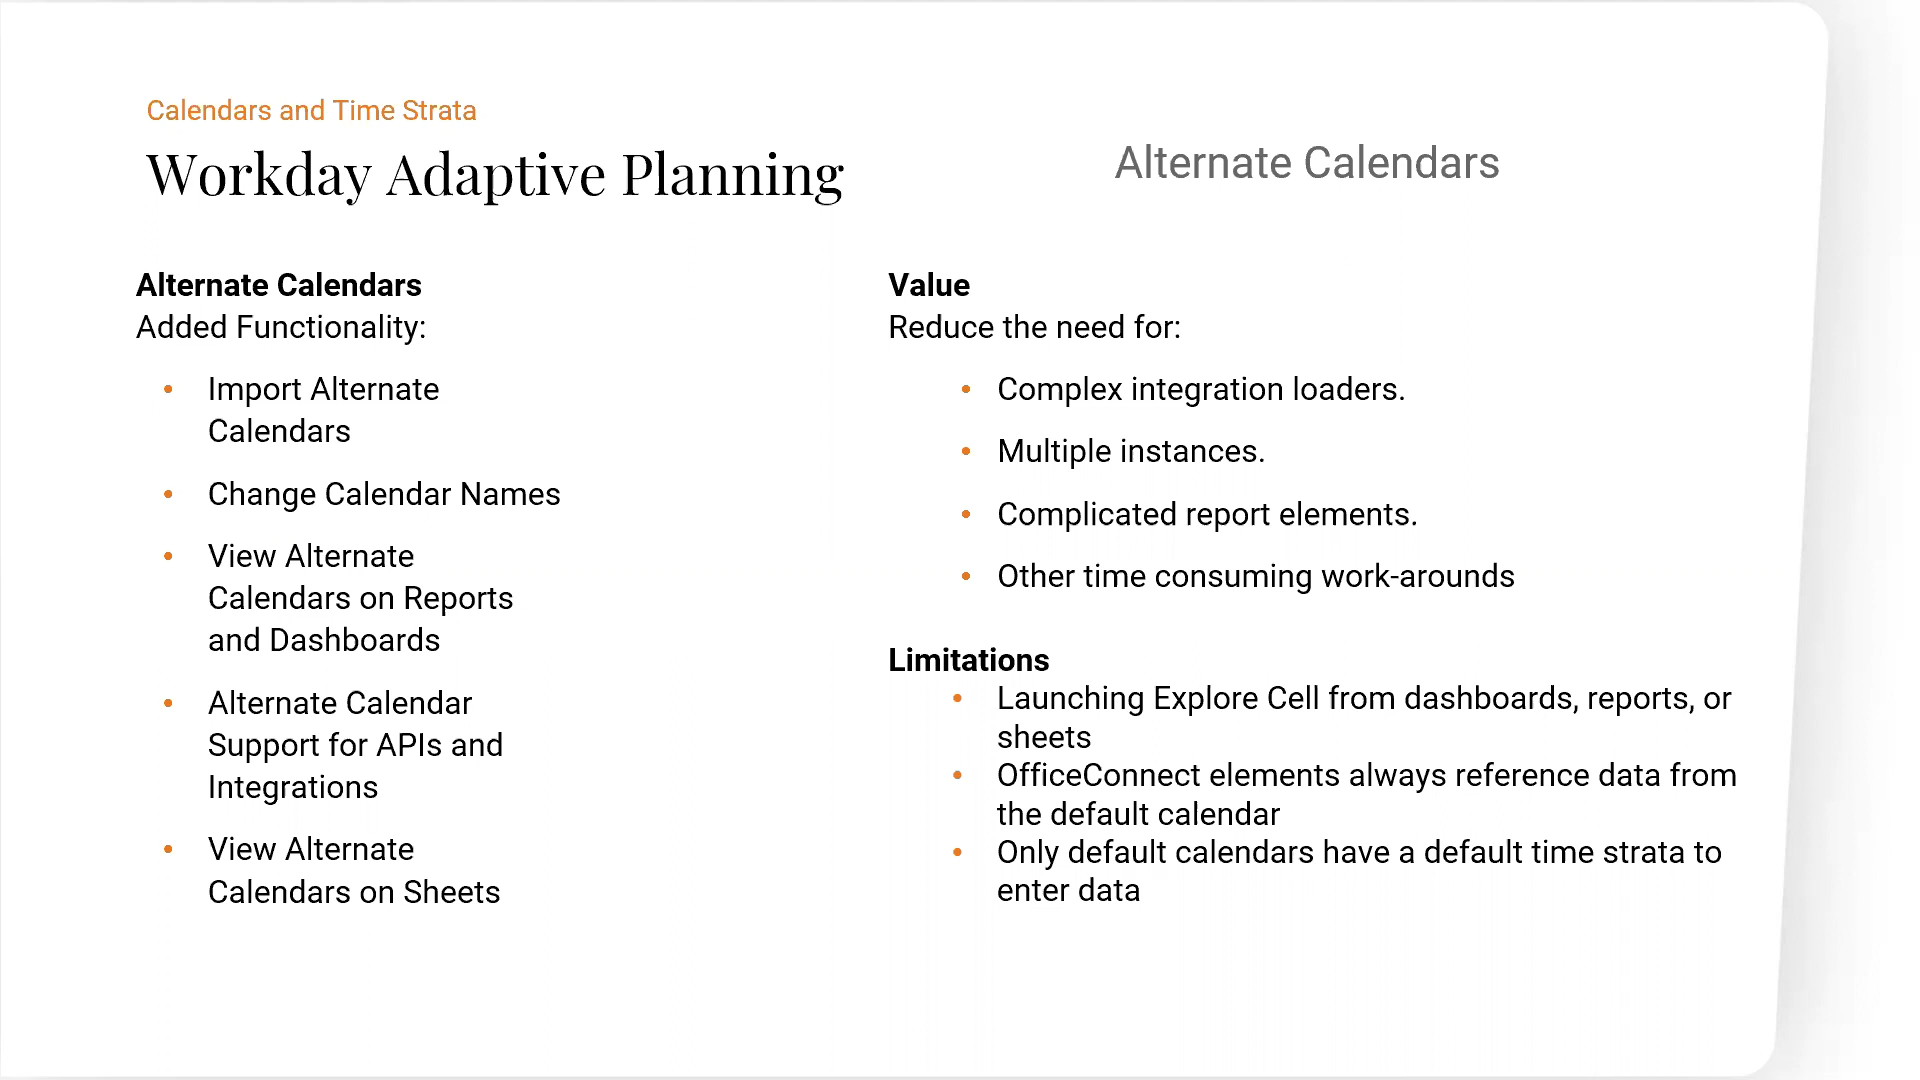 Calendars and Time Strata
Workday Adaptive Planning
Alternate Calendars
Alternate Calendars
Added Functionality:
• Import Alternate
Calendars
• Change Calendar Names
• View Alternate
Calendars on Reports
and Dashboards
• Alternate Calendar
Support for APIs and
Integrations
• View Alternate
Calendars on Sheets
Value
Reduce the need for:
• Complex integration loaders.
• Multiple instances.
• Complicated report elements.
• Other time consuming work-arounds
Limitations
• Launching Explore Cell from dashboards, reports, or
sheets
• OfficeConnect elements always reference data from
the default calendar
• Only default calendars have a default time strata to
enter data